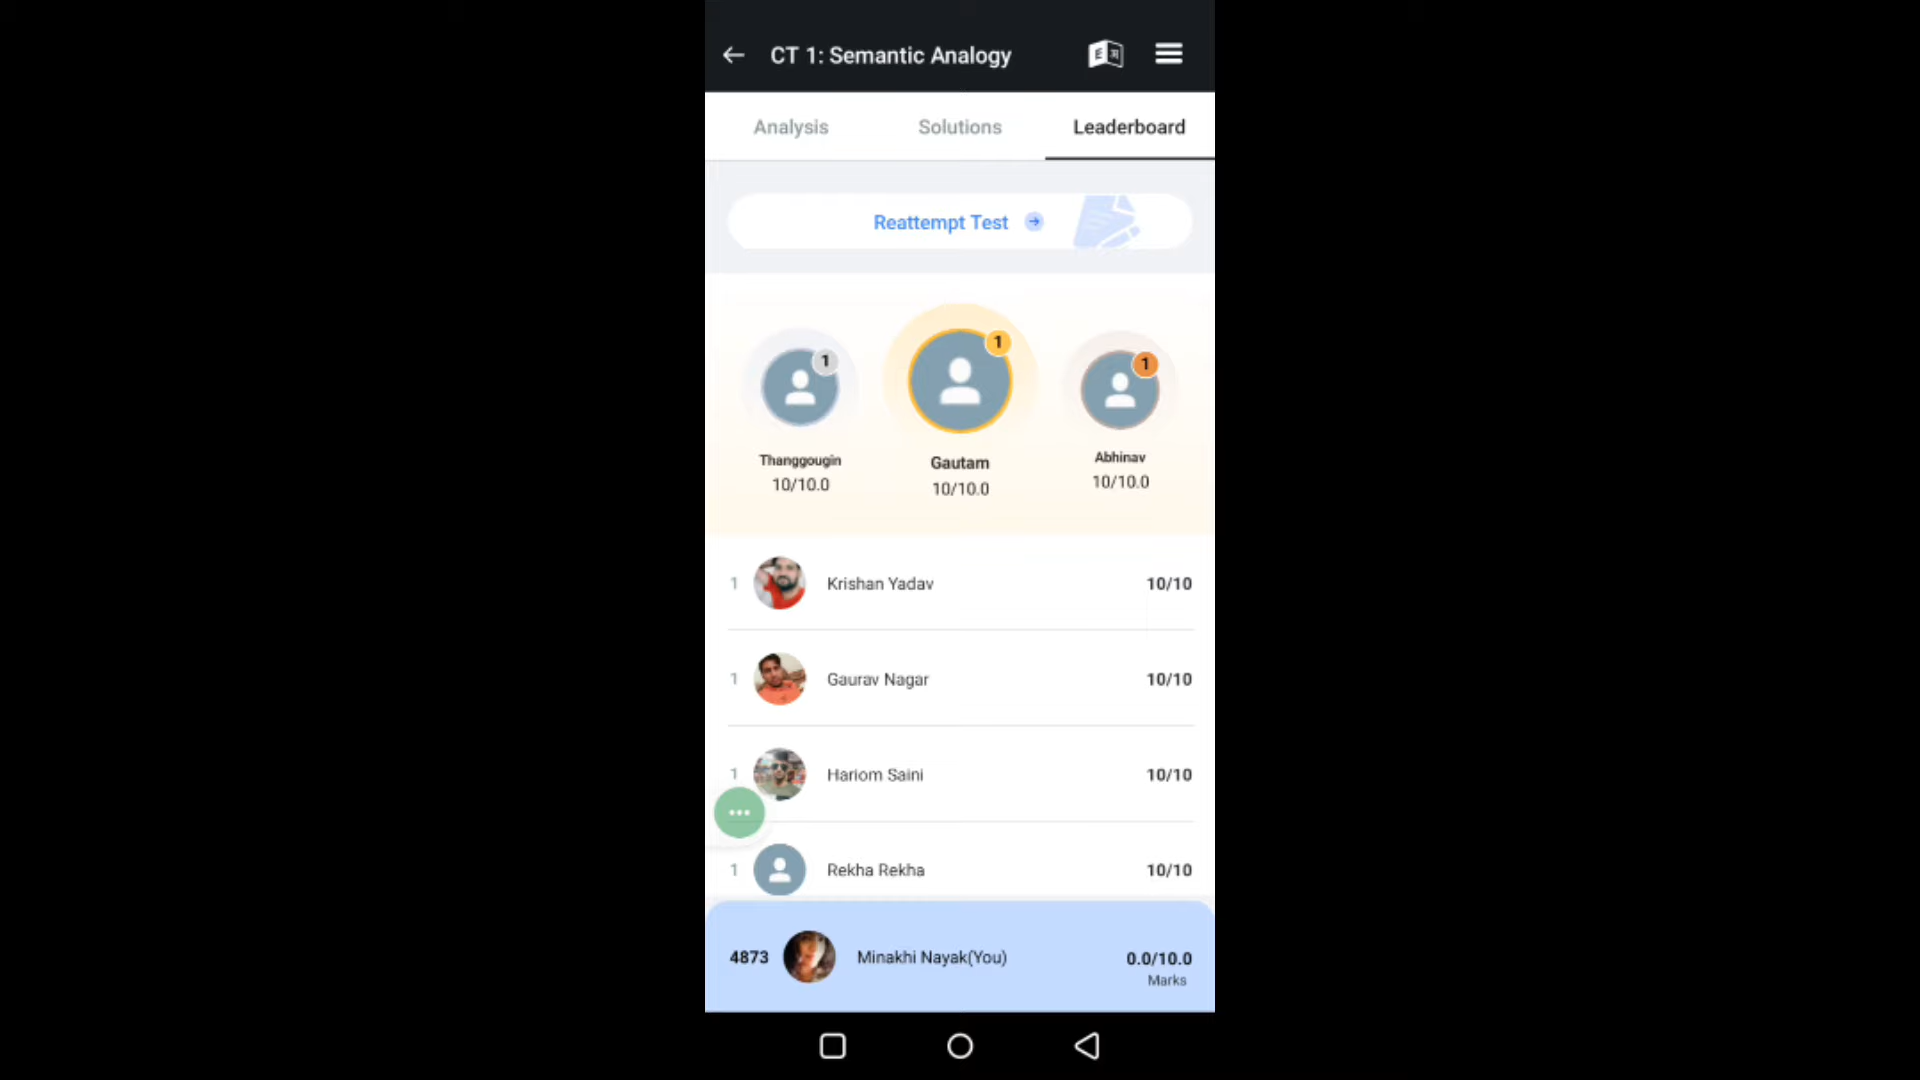 CT 1: Semantic Analogy
Analysis Solutions Leaderboard
Reattempt Test
1 1 1
Thanggougin Gautam Abhinav
10/10.0 10/10.0 10/10.0
1 Krishan Yadav 10/10
1 Gaurav Nagar 10/10
1 Hariom Saini 10/10
1 Rekha Rekha 10/10
4873 Minakhi Nayak(You) 0.0/10.0
Marks